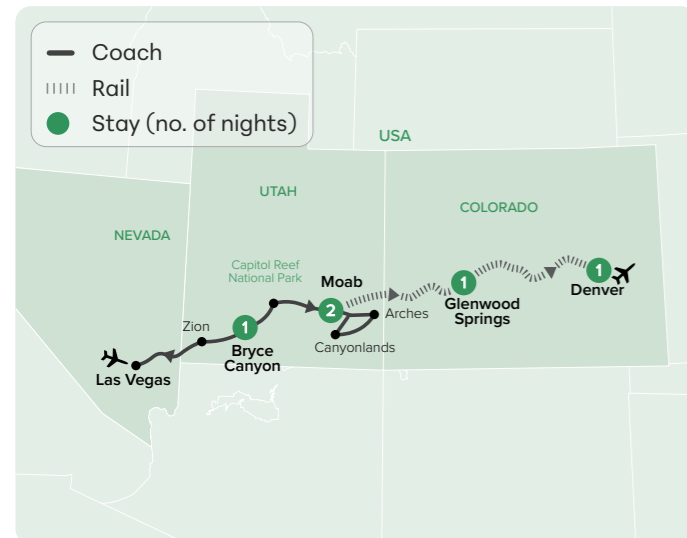 Coach
Rail
Stay (no. of nights)
USA
UTAH
COLORADO
NEVADA
Capitol Reef
National Park
Moab
2
1
Glenwood
Springs
1
Denver
Arches
Zion
1
Bryce
Canyon
Canyonlands
Las Vegas